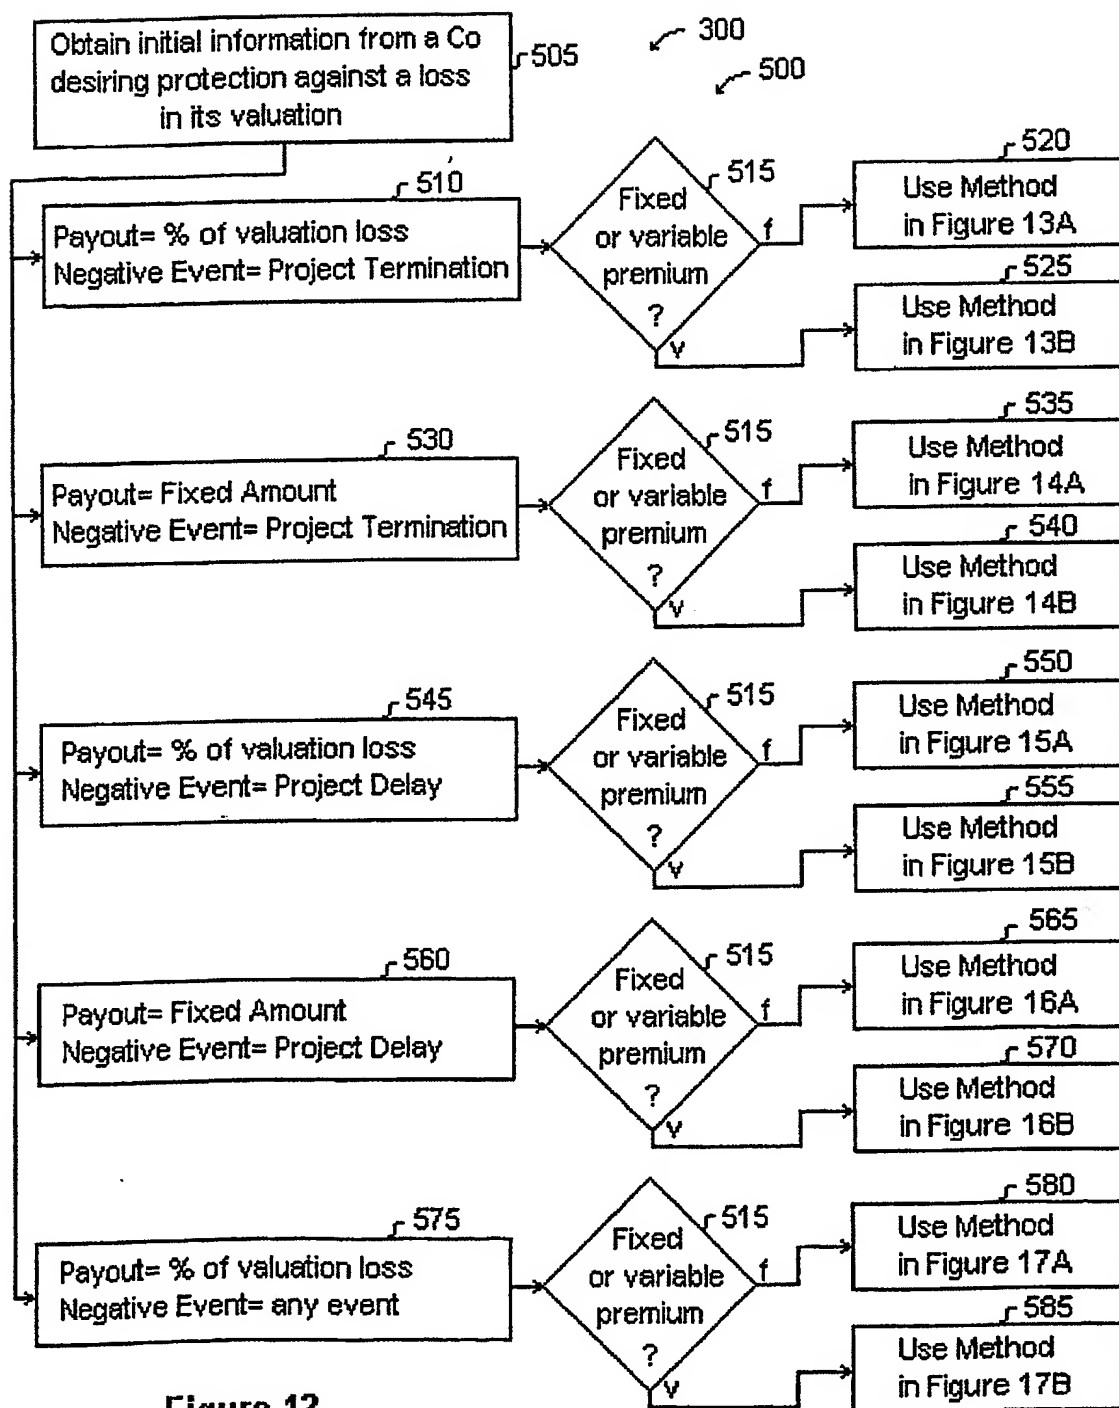 Obtain initial information from a Co
desiring protection against a loss
in its valuation
505
300
500
510
Payout= % of valuation loss
Negative Event= Project Termination
515
Fixed
or variable
premium
?
f
v
520
Use Method
in Figure 13A
525
Use Method
in Figure 13B
530
Payout= Fixed Amount
Negative Event= Project Termination
515
Fixed
or variable
premium
?
f
v
535
Use Method
in Figure 14A
540
Use Method
in Figure 14B
545
Payout= % of valuation loss
Negative Event= Project Delay
515
Fixed
or variable
premium
?
f
v
550
Use Method
in Figure 15A
555
Use Method
in Figure 15B
560
Payout= Fixed Amount
Negative Event= Project Delay
515
Fixed
or variable
premium
?
f
v
565
Use Method
in Figure 16A
570
Use Method
in Figure 16B
575
Payout= % of valuation loss
Negative Event= any event
515
Fixed
or variable
premium
?
f
v
580
Use Method
in Figure 17A
585
Use Method
in Figure 17B
Figure 12